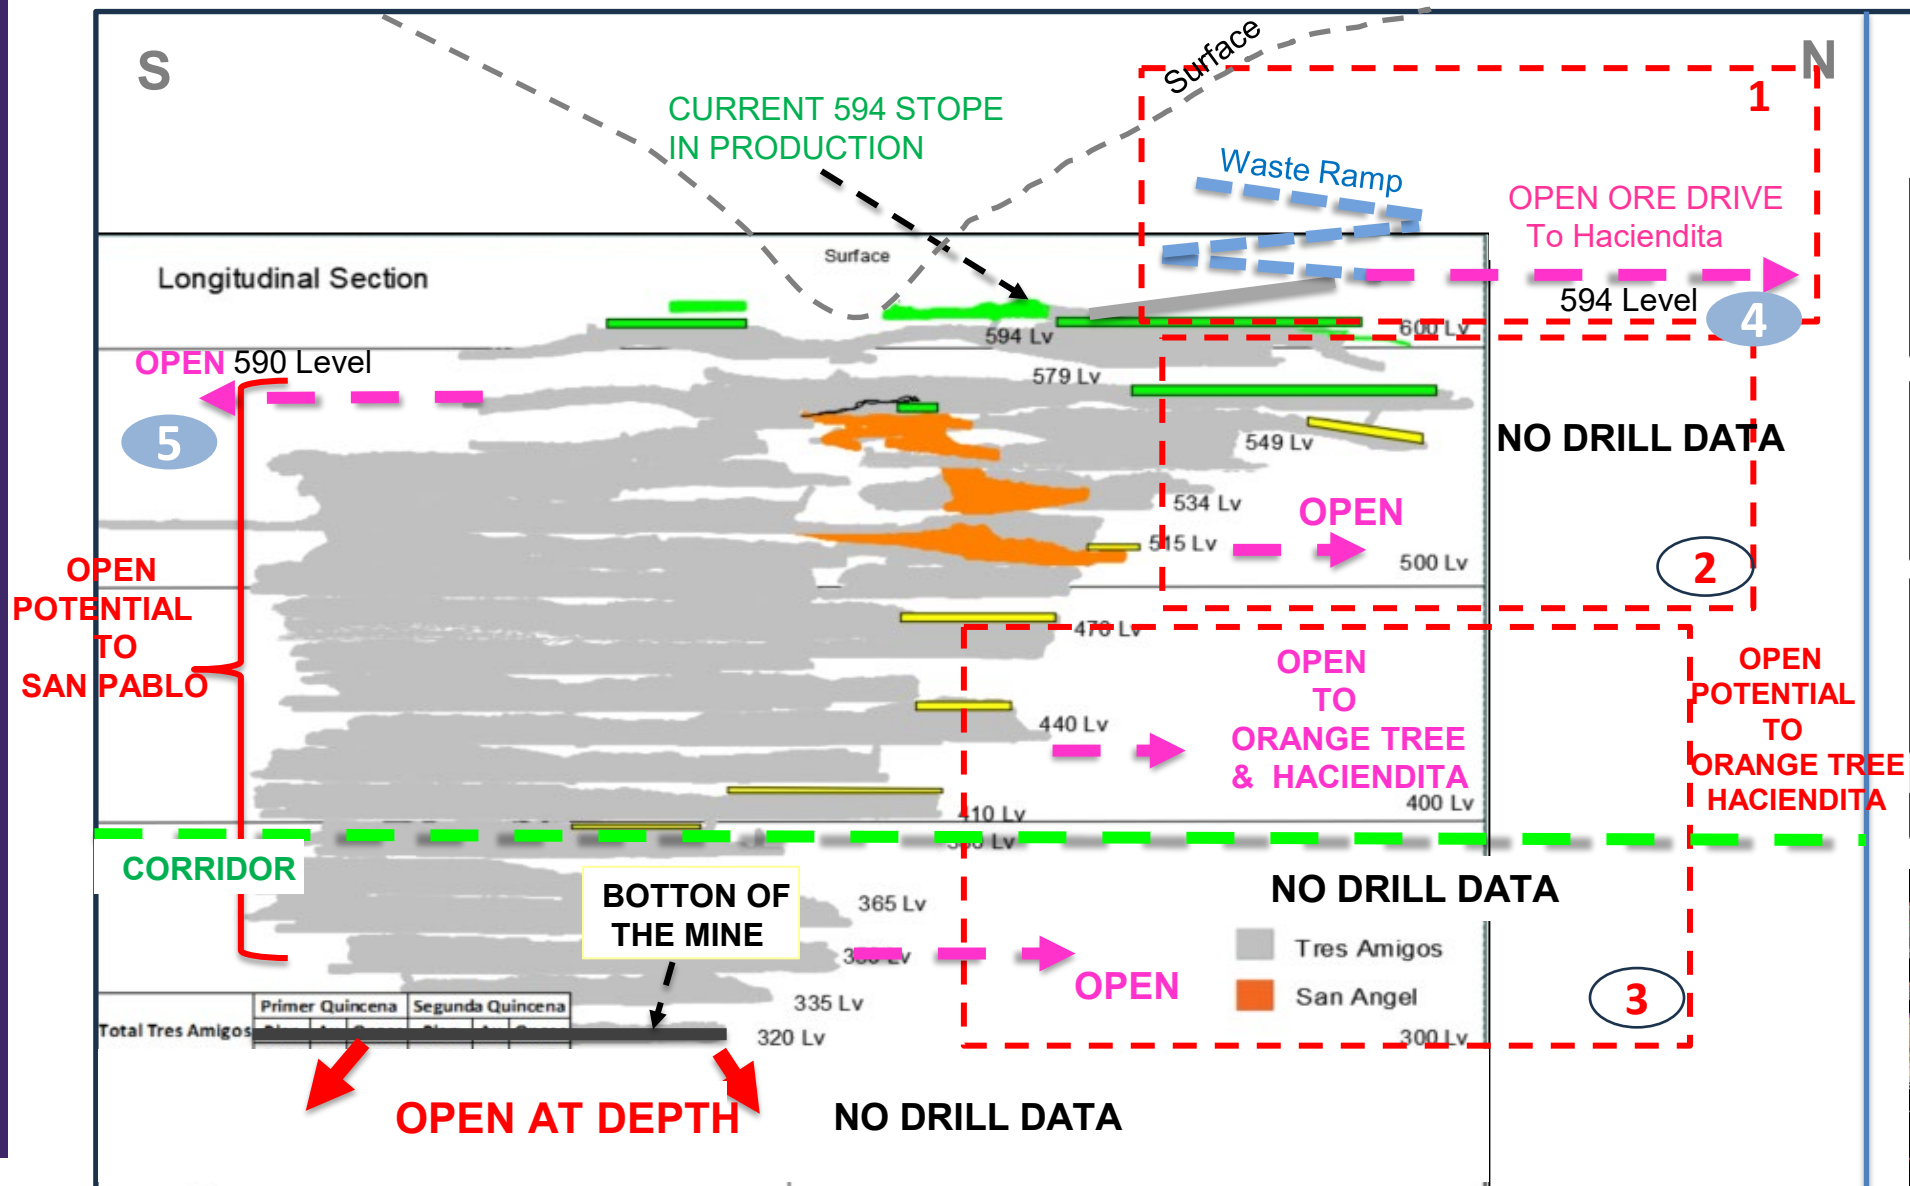 S
N
Surface
1
CURRENT 594 STOPE
IN PRODUCTION
Waste Ramp
OPEN ORE DRIVE
To Haciendita
Surface
Longitudinal Section
594 Level
4
594 Lv
600 Lv
OPEN 590 Level
579 Lv
5
549 Lv
NO DRILL DATA
534 Lv
OPEN
515 Lv
500 Lv
2
OPEN
POTENTIAL
TO
SAN PABLO
470 Lv
OPEN
TO
ORANGE TREE
& HACIENDITA
OPEN
POTENTIAL
TO
ORANGE TREE
HACIENDITA
440 Lv
400 Lv
410 Lv
CORRIDOR
BOTTON OF
THE MINE
NO DRILL DATA
365 Lv
Tres Amigos
OPEN
San Angel
3
335 Lv
Primer Quincena Segunda Quincena
Total Tres Amigos
320 Lv
300 Lv
OPEN AT DEPTH
NO DRILL DATA